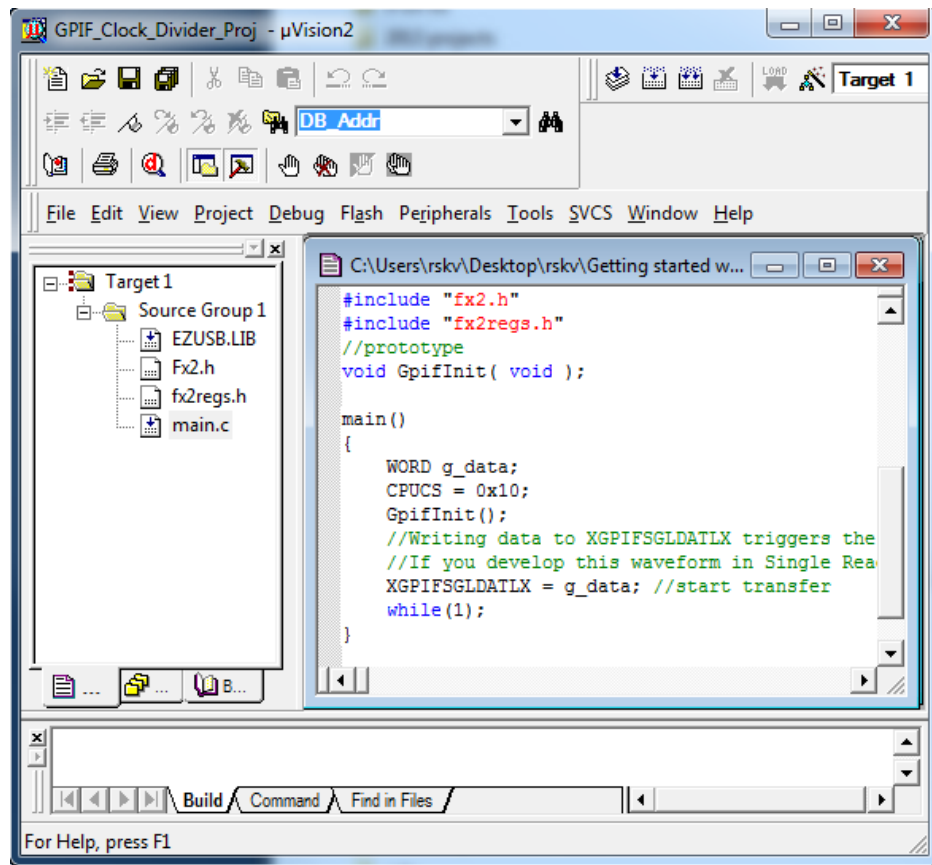 GPIF_Clock_Divider_Proj - µVision2
LOAD
Target 1
DB_Addr
File Edit View Project Debug Flash Peripherals Tools SVCS Window Help
Target 1
Source Group 1
EZUSB.LIB
Fx2.h
fx2regs.h
main.c
... ... B...
C:\Users\rskv\Desktop\rskv\Getting started w...
#include "fx2.h"
#include "fx2regs.h"
//prototype
void GpifInit( void );
main()
{
WORD g_data;
CPUCS = 0x10;
GpifInit();
//Writing data to XGPIFSGLDATLX triggers the
//If you develop this waveform in Single Rea
XGPIFSGLDATLX = g_data; //start transfer
while(1);
}
Build Command Find in Files
For Help, press F1